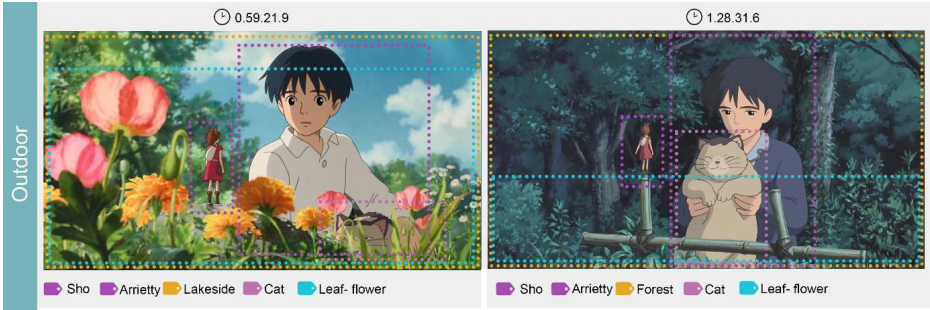 Outdoor
0.59.21.9
1.28.31.6
Sho Arrietty Lakeside Cat Leaf- flower
Sho Arrietty Forest Cat Leaf- flower